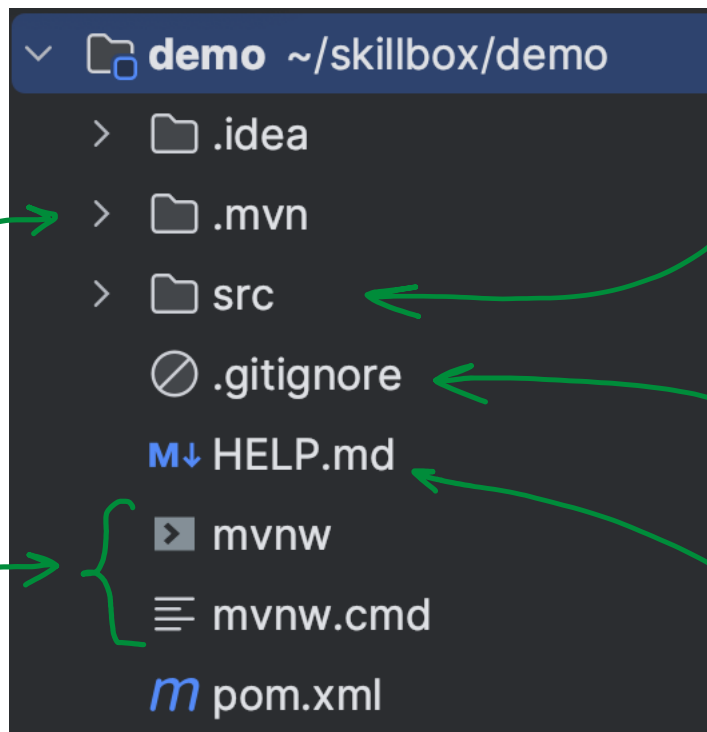 demo ~/skillbox/demo
.idea
.mvn
src
.gitignore
M↓ HELP.md
mvnw
mvnw.cmd
m pom.xml